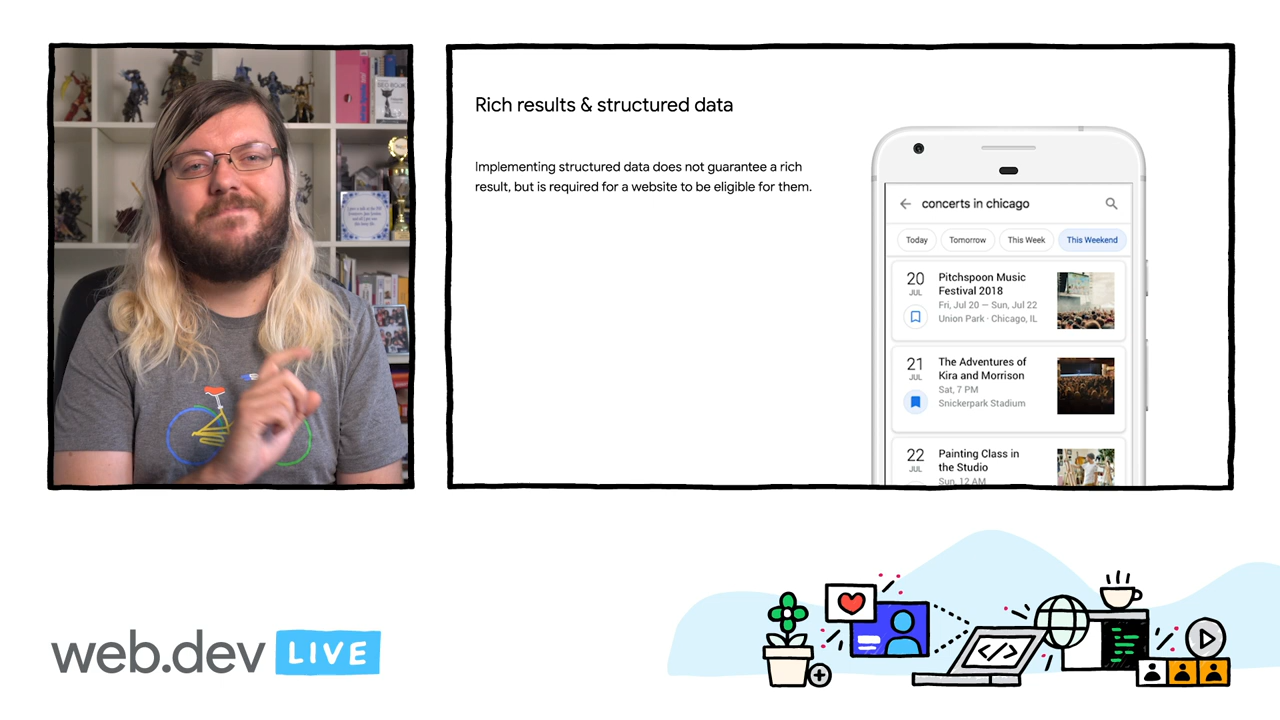 Rich results & structured data
Implementing structured data does not guarantee a rich
result, but is required for a website to be eligible for them.
concerts in chicago
Today Tomorrow This Week This Weekend
20
JUL
Pitchspoon Music
Festival 2018
Fri, Jul 20 — Sun, Jul 22
Union Park · Chicago, IL
21
JUL
The Adventures of
Kira and Morrison
Sat, 7 PM
Snickerpark Stadium
22
JUL
Painting Class in
the Studio
Sun, 12 AM
web.dev LIVE